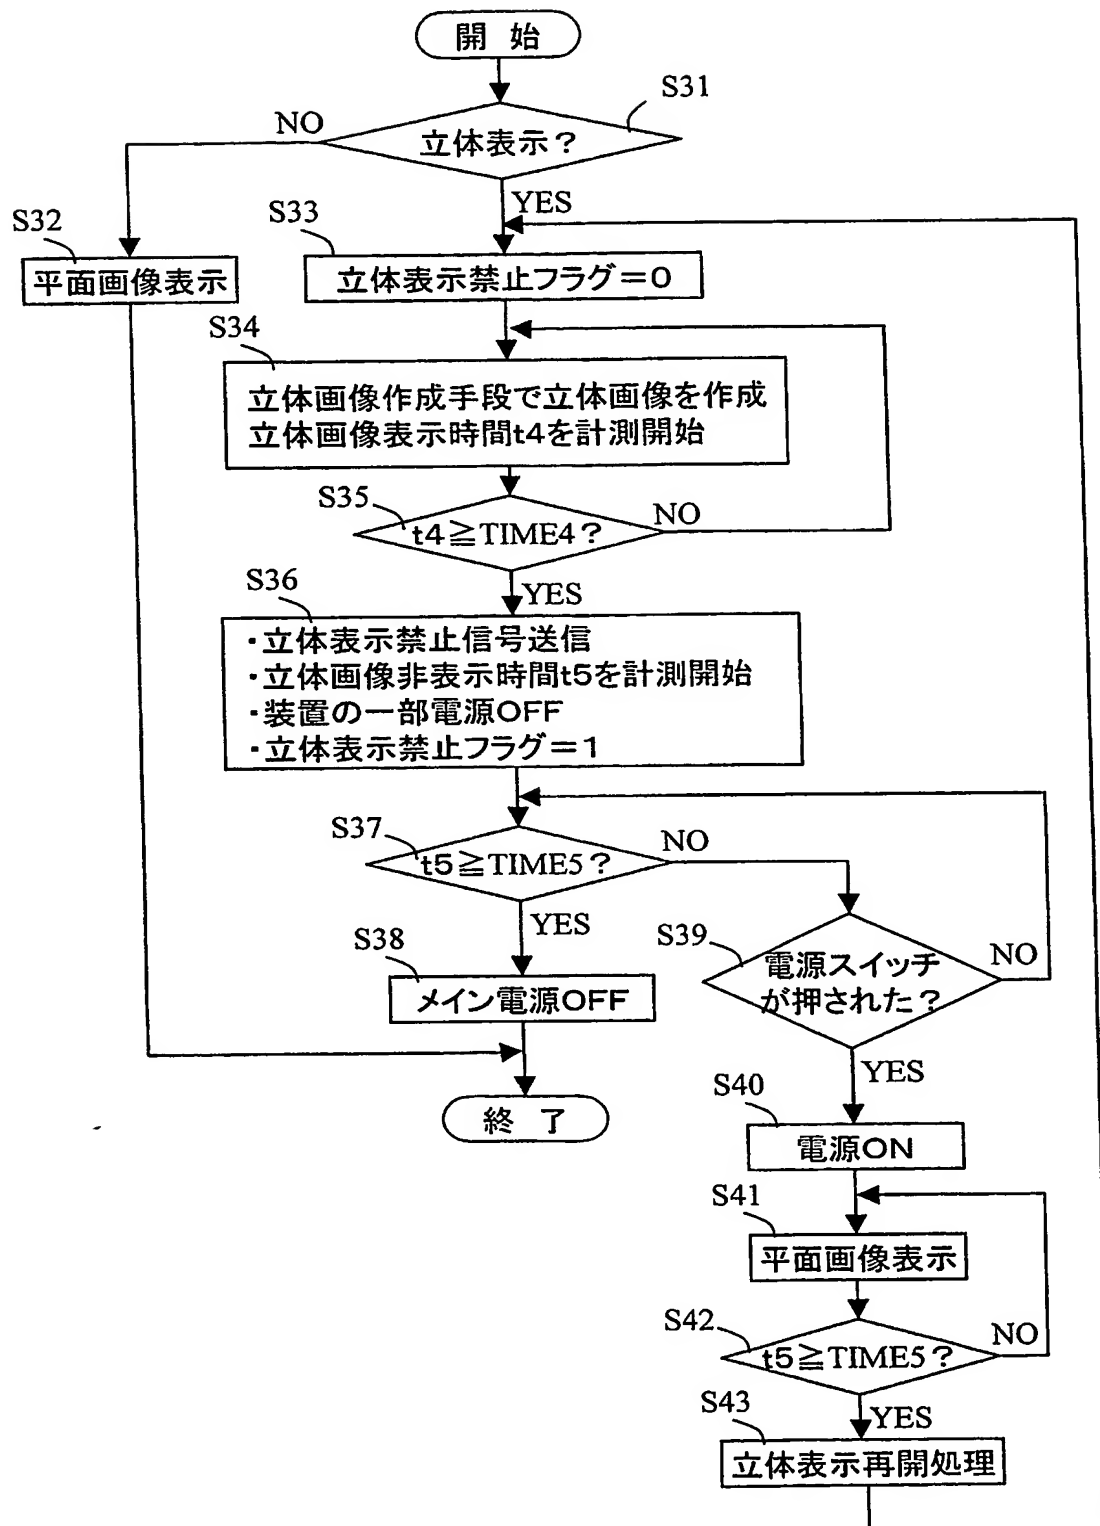 開 始
S31
NO
立体表示?
YES
S32
S33
平面画像表示
立体表示禁止フラグ=0
S34
立体画像作成手段で立体画像を作成
立体画像表示時間t4を計測開始
S35
t4≧TIME4?
NO
S36
YES
・立体表示禁止信号送信
・立体画像非表示時間t5を計測開始
・装置の一部電源OFF
・立体表示禁止フラグ=1
S37
t5≧TIME5?
NO
YES
S38
メイン電源OFF
S39
電源スイッチ
が押された?
NO
YES
終 了
S40
電源ON
S41
平面画像表示
S42
t5≧TIME5?
NO
S43
YES
立体表示再開処理